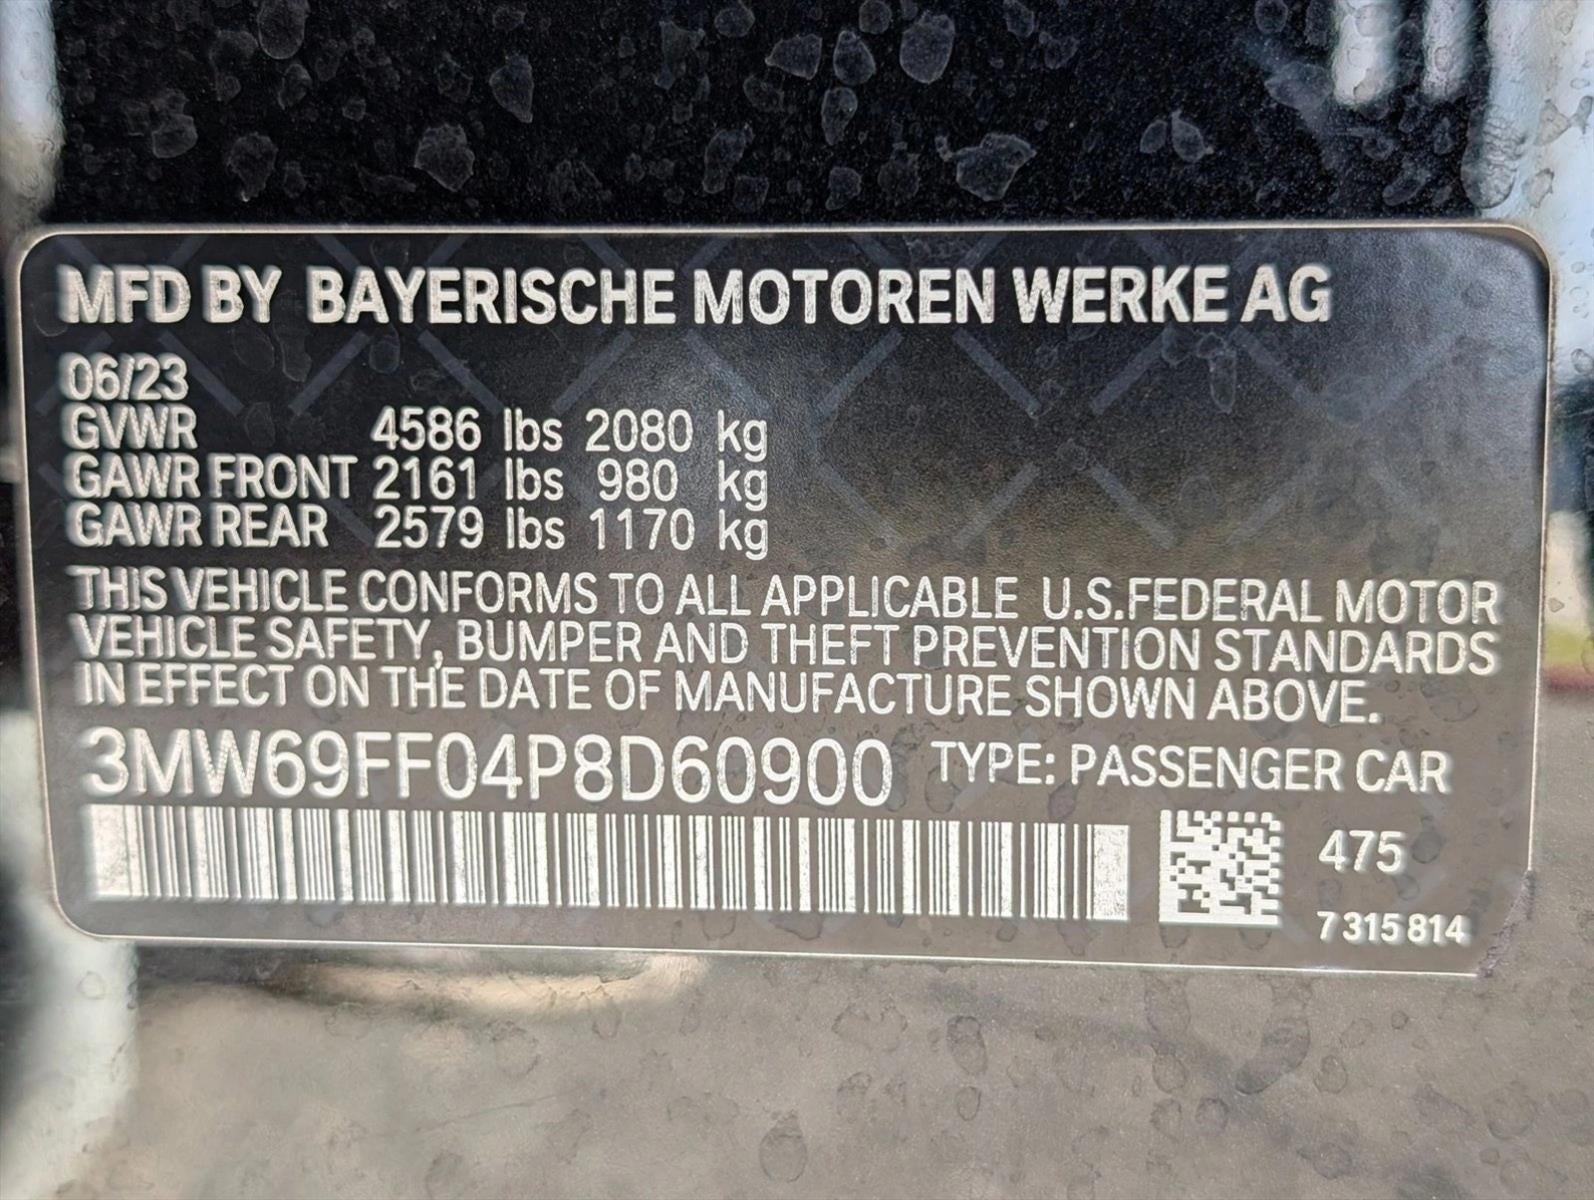 MFD BY BAYERISCHE MOTOREN WERKE AG
06/23
GVWR 4586 lbs 2080 kg
GAWR FRONT 2161 lbs 980 kg
GAWR REAR 2579 lbs 1170 kg
THIS VEHICLE CONFORMS TO ALL APPLICABLE U.S.FEDERAL MOTOR
VEHICLE SAFETY, BUMPER AND THEFT PREVENTION STANDARDS
IN EFFECT ON THE DATE OF MANUFACTURE SHOWN ABOVE.
3MW69FF04P8D60900 TYPE: PASSENGER CAR
475
7 315 814